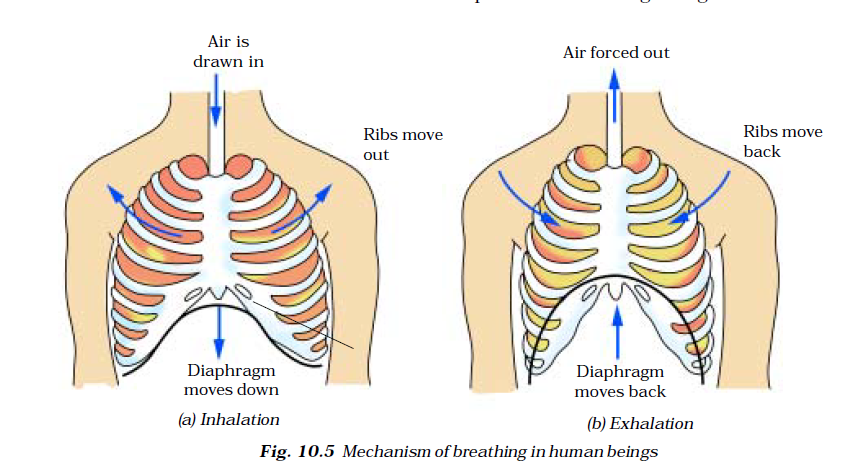 Air is
drawn in
Ribs move
out
Diaphragm
moves down
(a) Inhalation
Air forced out
Ribs move
back
Diaphragm
moves back
(b) Exhalation
Fig. 10.5 Mechanism of breathing in human beings